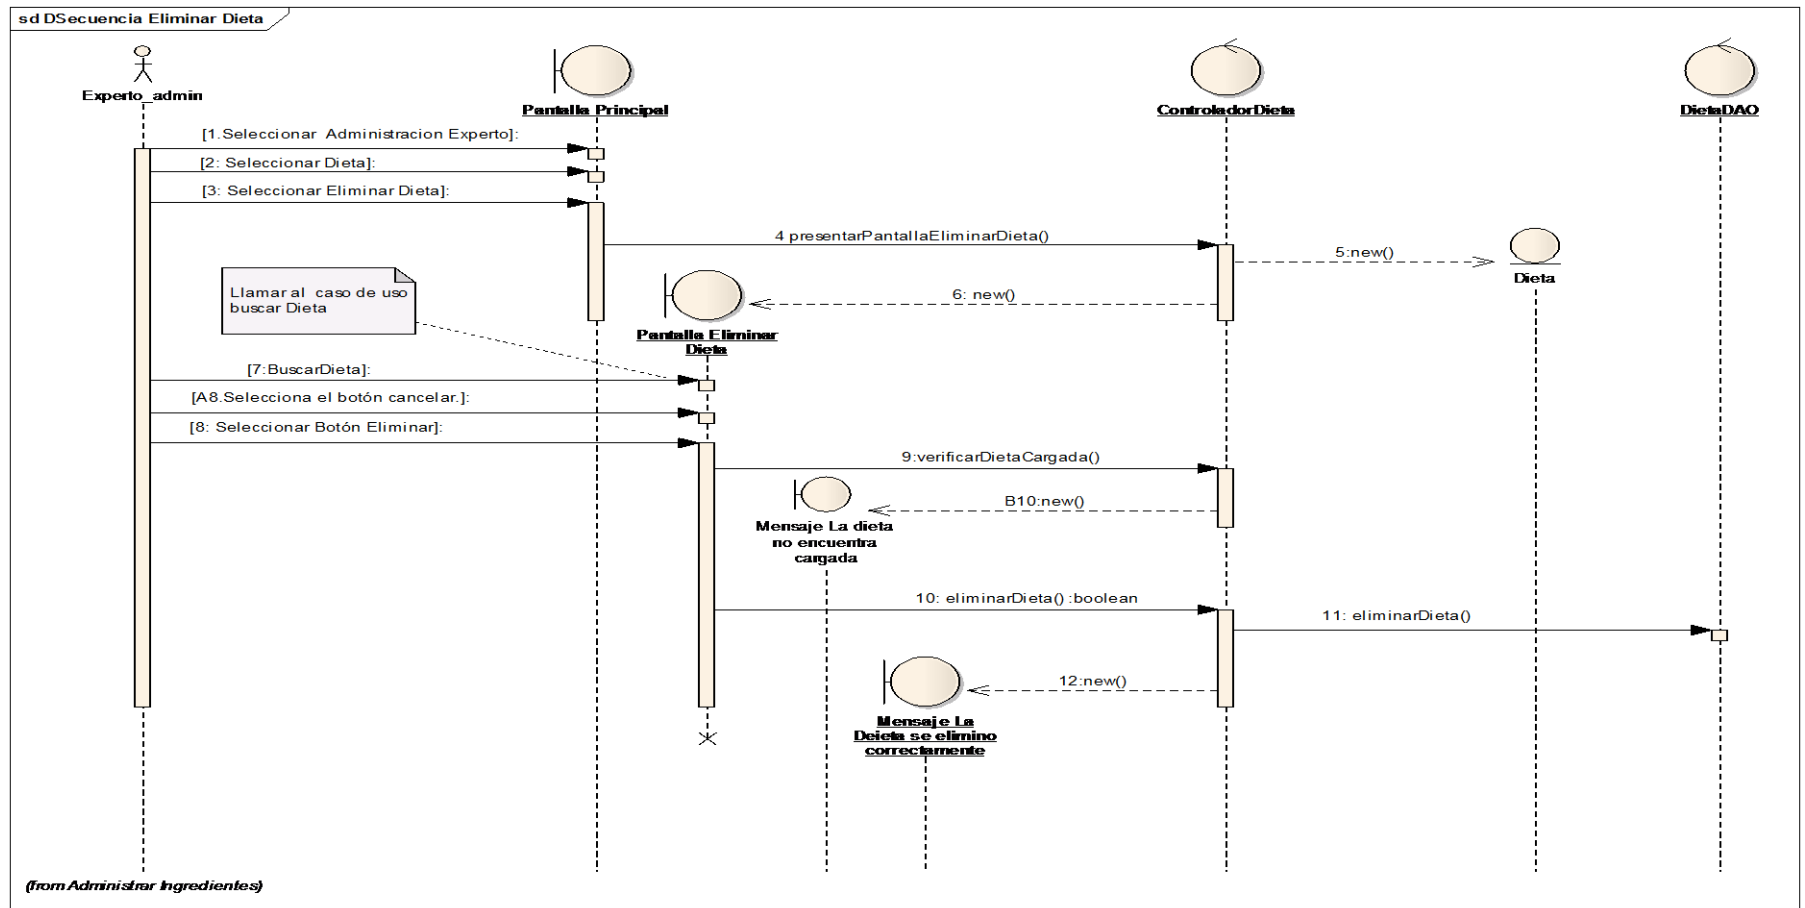 sd DSecuencia Eliminar Dieta
Experto_admin
Pantalla Principal
ControladorDieta
DietaDAO
[1.Seleccionar  Administracion Experto]:
[2: Seleccionar Dieta]:
[3: Seleccionar Eliminar Dieta]:
4 presentarPantallaEliminarDieta()
5:new()
Dieta
6: new()
Llamar al  caso de uso
buscar Dieta
Pantalla Eliminar
Dieta
[7:BuscarDieta]:
[A8.Selecciona el botón cancelar.]:
[8: Seleccionar Botón Eliminar]:
9:verificarDietaCargada()
B10:new()
Mensaje La dieta
no encuentra
cargada
10: eliminarDieta() :boolean
11: eliminarDieta()
12:new()
Mensaje La
Deieta se elimino
correctamente
(from Administrar Ingredientes)